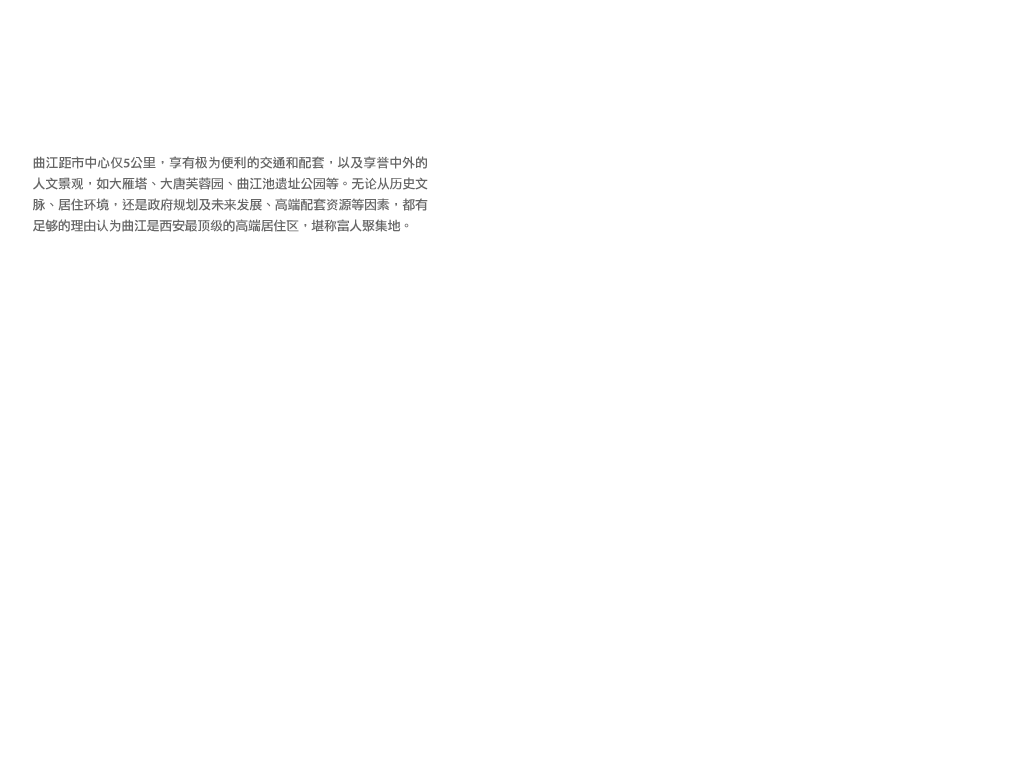 曲江距市中心仅5公里，享有极为便利的交通和配套，以及享誉中外的
人文景观，如大雁塔、大唐芙蓉园、曲江池遗址公园等。无论从历史文
脉、居住环境，还是政府规划及未来发展、高端配套资源等因素，都有
足够的理由认为曲江是西安最顶级的高端居住区，堪称富人聚集地。